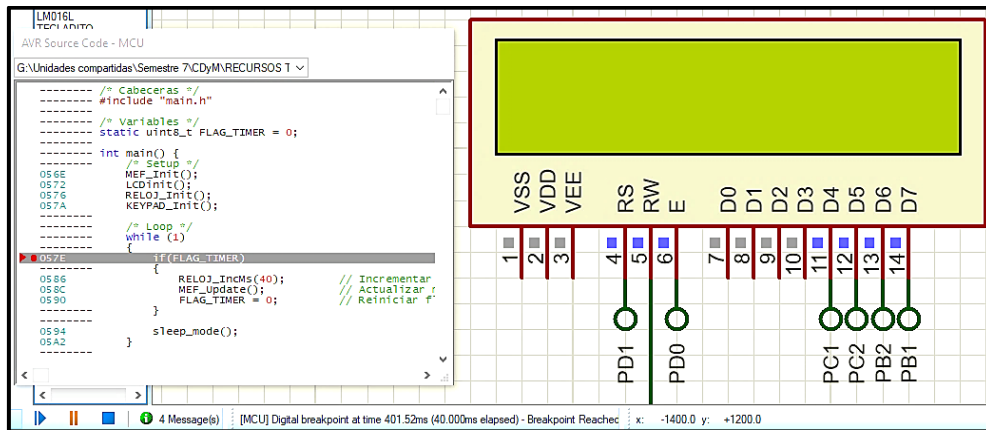 LM016L
TECLADITO
AVR Source Code - MCU
G:\Unidades compartidas\Semestre 7\CDyM\RECURSOS T
-------- /* Cabeceras */
-------- #include "main.h"
--------
-------- /* Variables */
-------- static uint8_t FLAG_TIMER = 0;
--------
-------- int main() {
-------- /* Setup */
056E MEF_Init();
0572 LCDinit();
0576 RELOJ_Init();
057A KEYPAD_Init();
--------
-------- /* Loop */
-------- while (1)
-------- {
057E if(FLAG_TIMER)
-------- {
0586 RELOJ_IncMs(40); // Incrementar
058C MEF_Update(); // Actualizar
0590 FLAG_TIMER = 0; // Reiniciar
-------- }
--------
0594 sleep_mode();
05A2 }
--------
VSS VDD VEE RS RW E D0 D1 D2 D3 D4 D5 D6 D7
1 2 3 4 5 6 7 8 9 10 11 12 13 14
PD1 PD0 PC1 PC2 PB2 PB1
4 Message(s) [MCU] Digital breakpoint at time 401.52ms (40.000ms elapsed) - Breakpoint Reached x: -1400.0 y: +1200.0